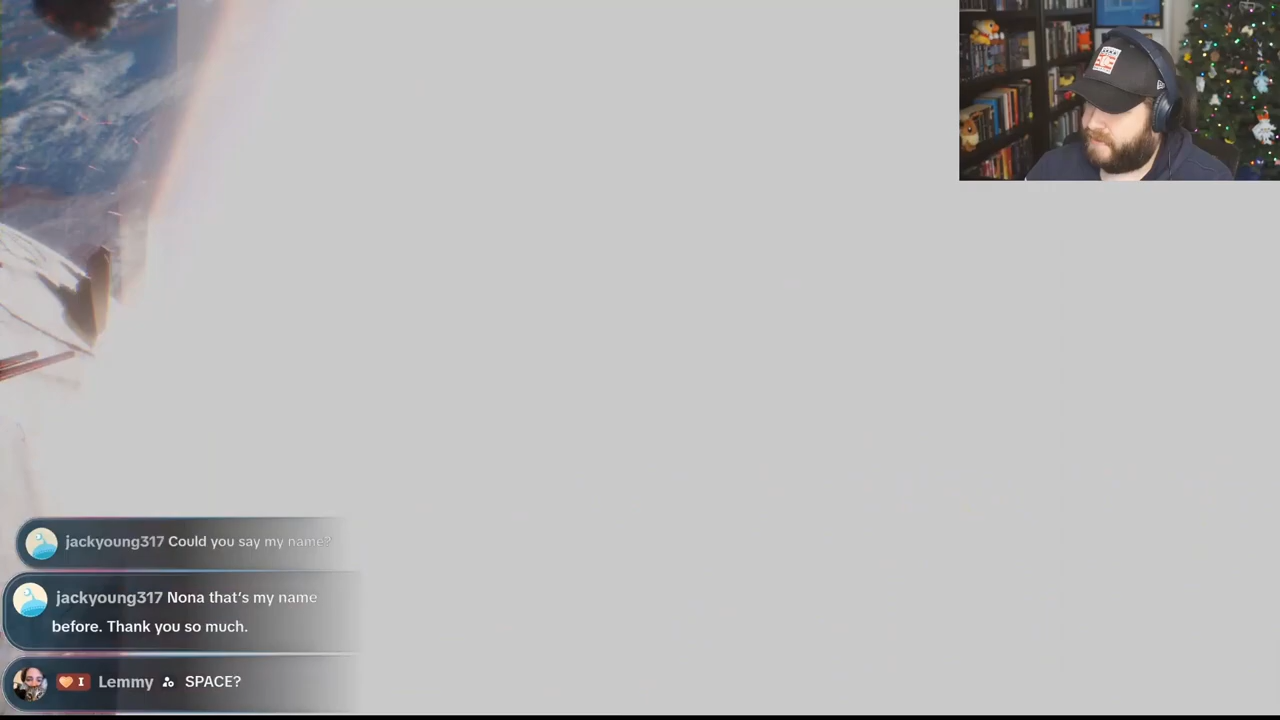 jackyoung317 Could you say my name?
jackyoung317 Nona that's my name
before. Thank you so much.
I Lemmy SPACE?